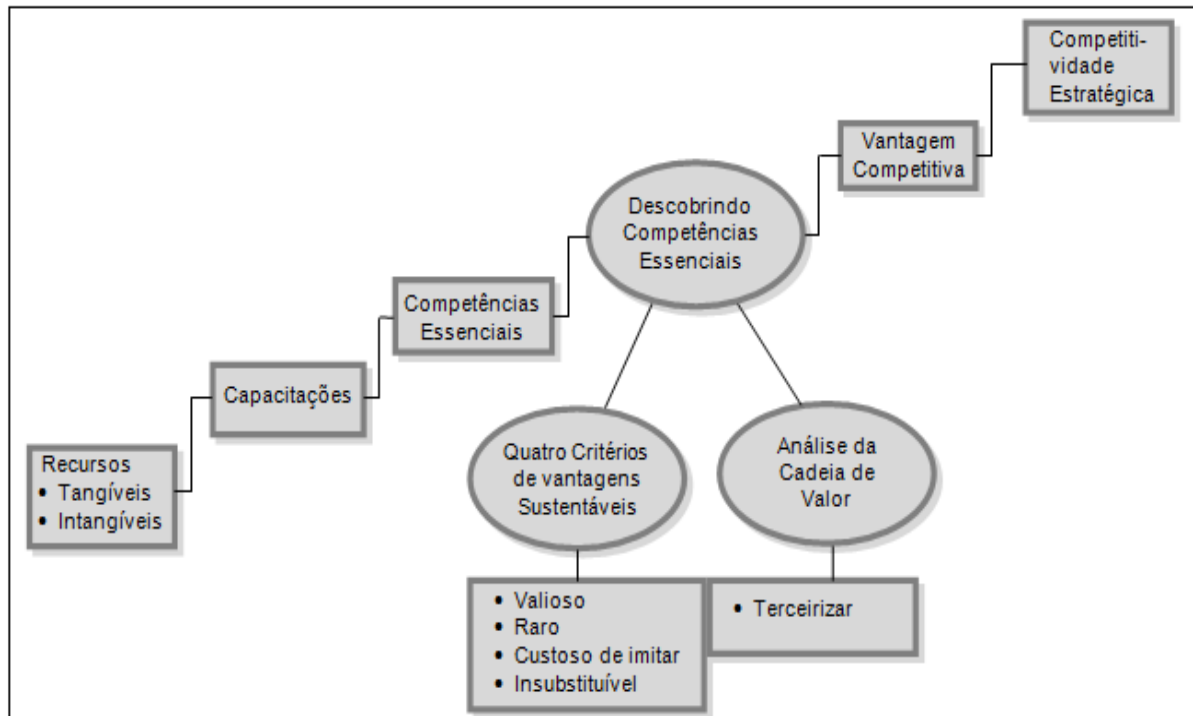 Competiti-
vidade
Estratégica
Vantagem
Competitiva
Descobrindo
Competências
Essenciais
Competências
Essenciais
Capacitações
Recursos
• Tangíveis
• Intangíveis
Quatro Critérios
de vantagens
Sustentáveis
Análise da
Cadeia de
Valor
• Valioso
• Raro
• Custoso de imitar
• Insubstituível
• Terceirizar